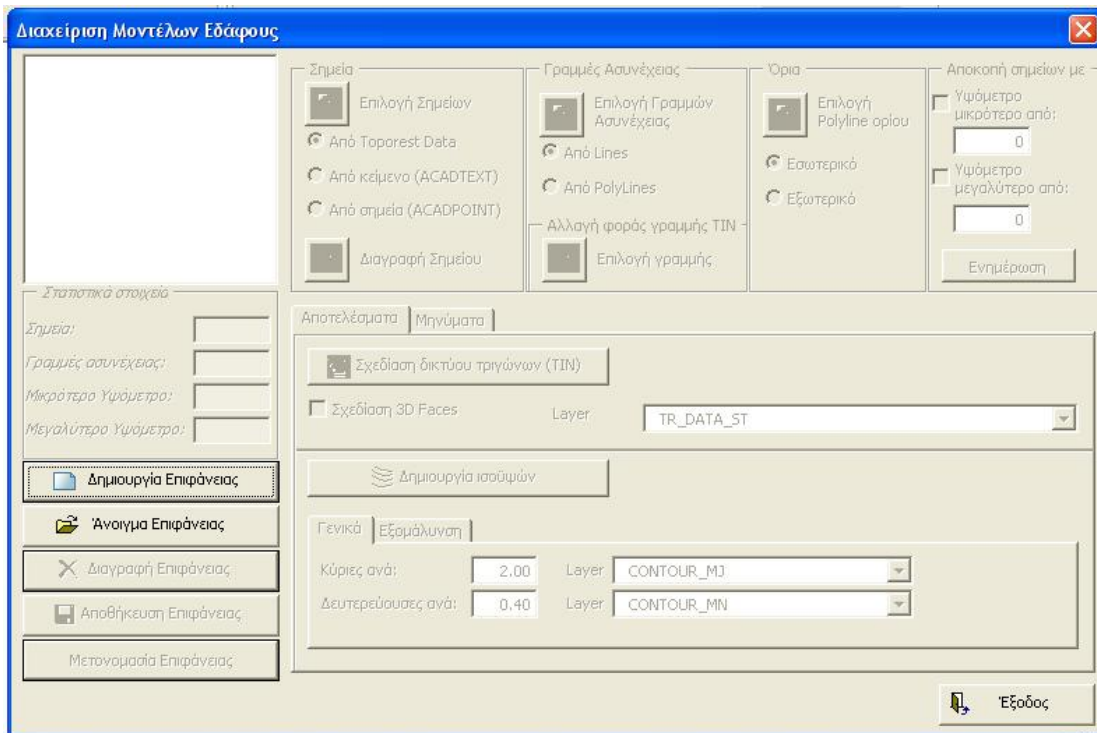 Διαχείριση Μοντέλων Εδάφους
Σημεία
Επιλογή Σημείων
Από Toporest Data
Από κείμενο (ACADTEXT)
Από σημεία (ACADPOINT)
Διαγραφή Σημείου
Γραμμές Ασυνέχειας
Επιλογή Γραμμών
Ασυνέχειας
Από Lines
Από PolyLines
Αλλαγή φοράς γραμμής TIN
Επιλογή γραμμής
Όρια
Επιλογή
Polyline ορίου
Εσωτερικό
Εξωτερικό
Αποκοπή σημείων με
Υψόμετρο
μικρότερο από:
0
Υψόμετρο
μεγαλύτερο από:
0
Ενημέρωση
Στατιστικά στοιχεία
Σημεία:
Γραμμές ασυνέχειας:
Μικρότερο Υψόμετρο:
Μεγαλύτερο Υψόμετρο:
Δημιουργία Επιφάνειας
Άνοιγμα Επιφάνειας
Διαγραφή Επιφάνειας
Αποθήκευση Επιφάνειας
Μετονομασία Επιφάνειας
Αποτελέσματα Μηνύματα
Σχεδίαση δικτύου τριγώνων (TIN)
Σχεδίαση 3D Faces Layer TR_DATA_ST
Δημιουργία ισοϋψών
Γενικά Εξομάλυνση
Κύριες ανά: 2.00 Layer CONTOUR_MJ
Δευτερεύουσες ανά: 0.40 Layer CONTOUR_MN
Έξοδος